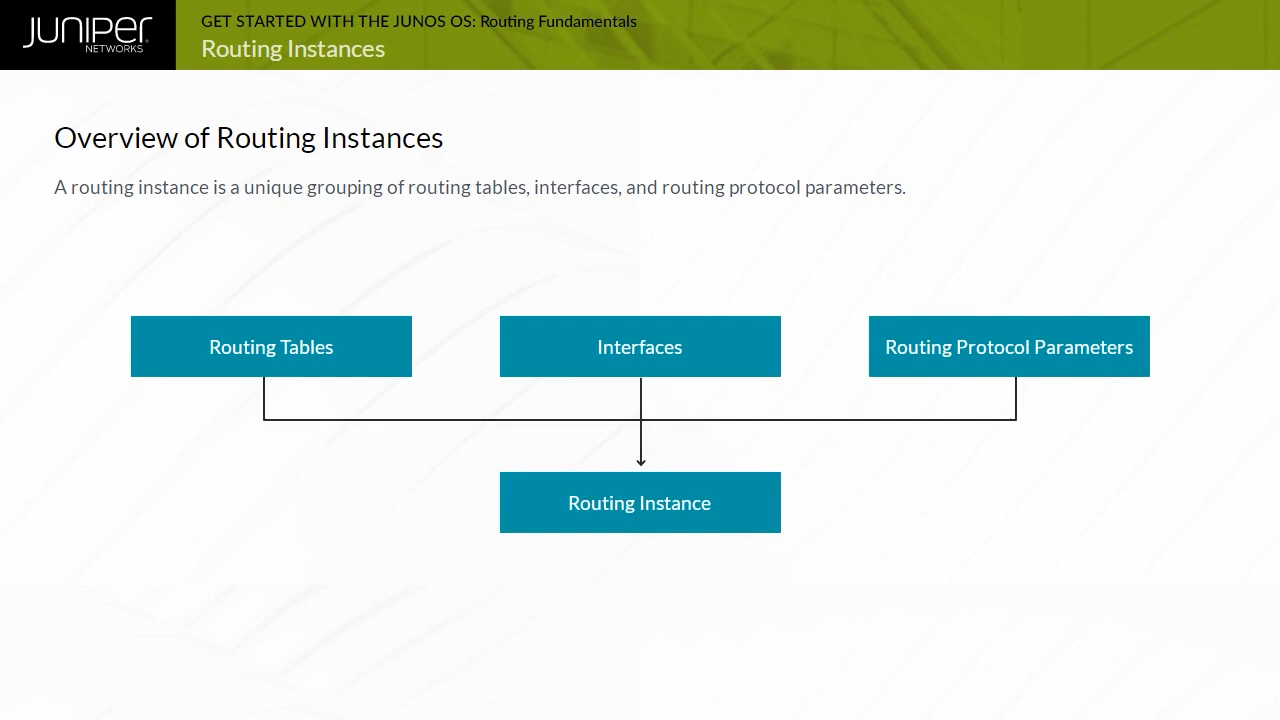 JUNIPER
NETWORKS
GET STARTED WITH THE JUNOS OS: Routing Fundamentals
Routing Instances
Overview of Routing Instances
A routing instance is a unique grouping of routing tables, interfaces, and routing protocol parameters.
Routing Tables
Interfaces
Routing Protocol Parameters
Routing Instance